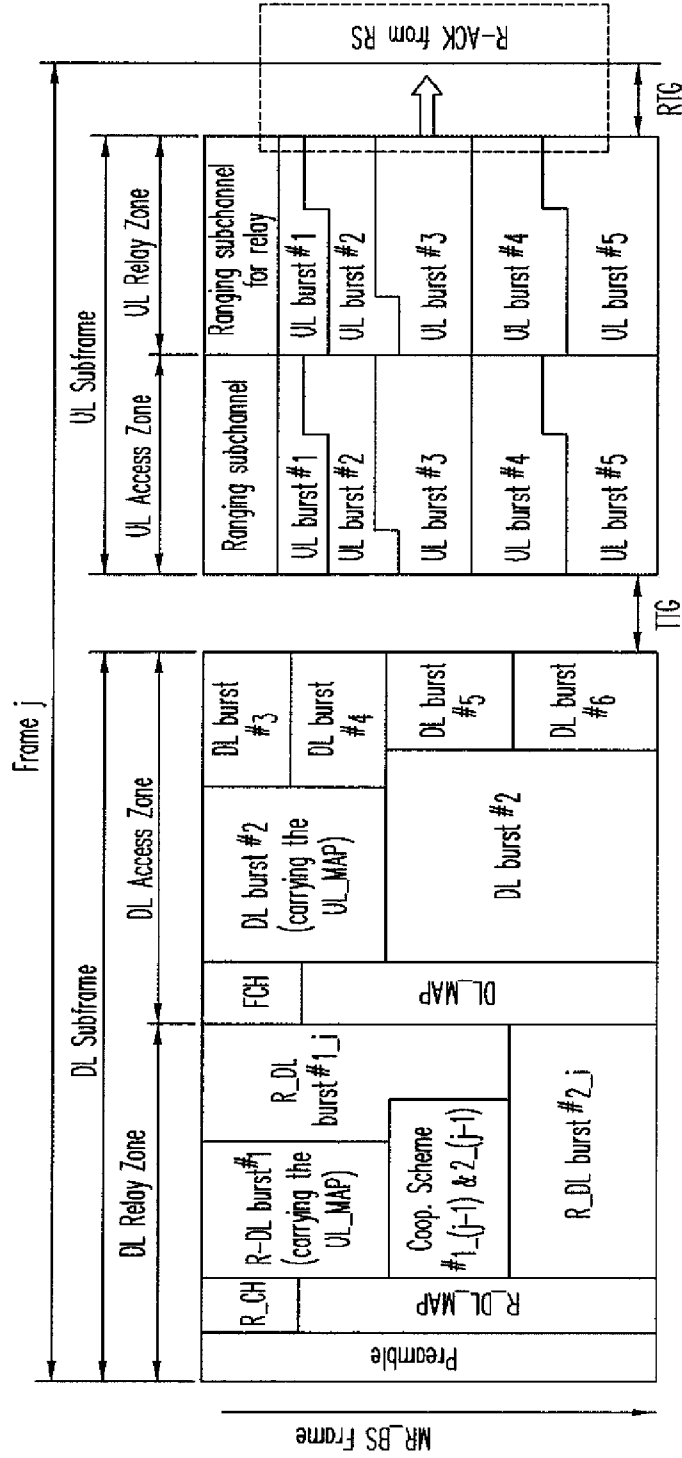 Frame j
DL Subframe
UL Subframe
DL Relay Zone
DL Access Zone
UL Access Zone
UL Relay Zone
MR_BS Frame
Preamble
R_CH
R_DL_MAP
R-DL burst#1
(carrying the
UL_MAP)
R_DL
burst#1_j
Coop. Scheme
#1_(j-1) & 2_(j-1)
R_DL burst #2_j
FCH
DL_MAP
DL burst #2
(carrying the
UL_MAP)
DL burst #2
DL burst
#3
DL burst
#4
DL burst
#5
DL burst
#6
TTG
Ranging subchannel
UL burst #1
UL burst #2
UL burst #3
UL burst #4
UL burst #5
Ranging subchannel
for relay
UL burst #1
UL burst #2
UL burst #3
UL burst #4
UL burst #5
RTG
R-ACK from RS